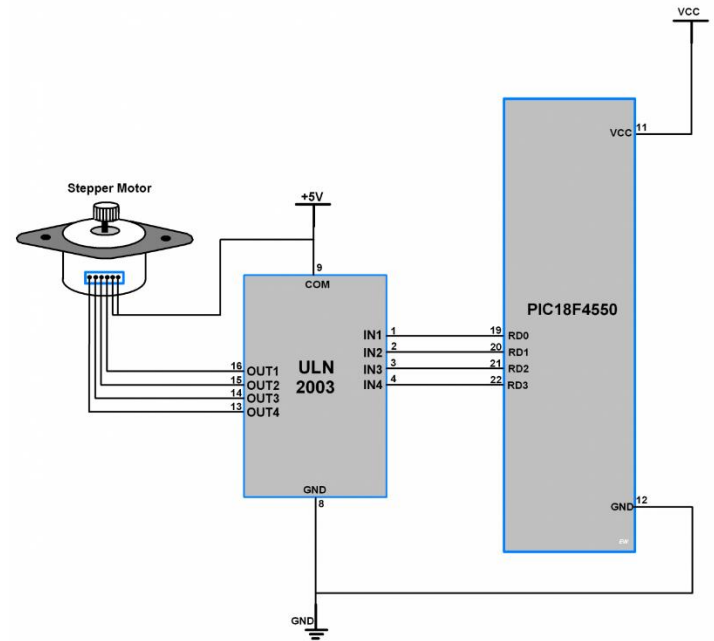 VCC
VCC 11
Stepper Motor
+5V
9
COM
PIC18F4550
IN1 1 19 RD0
IN2 2 20 RD1
IN3 3 21 RD2
IN4 4 22 RD3
16 OUT1
15 OUT2
14 OUT3
13 OUT4
ULN
2003
GND
8
GND 12
EW
GND